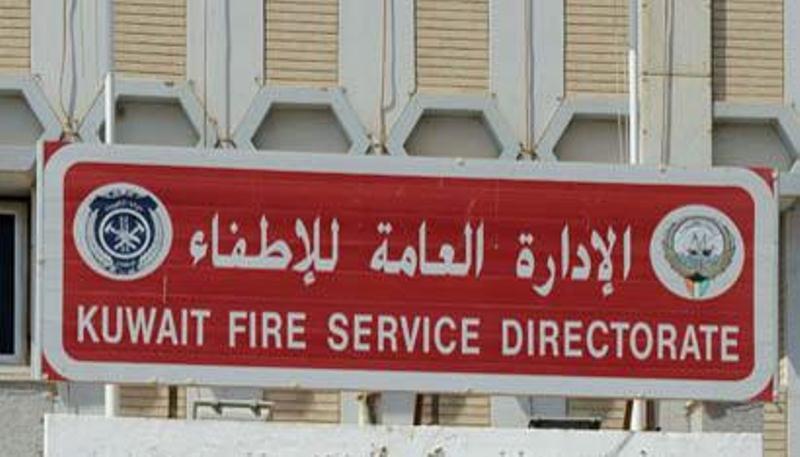 الإدارة العامة للإطفاء
KUWAIT FIRE SERVICE DIRECTORATE